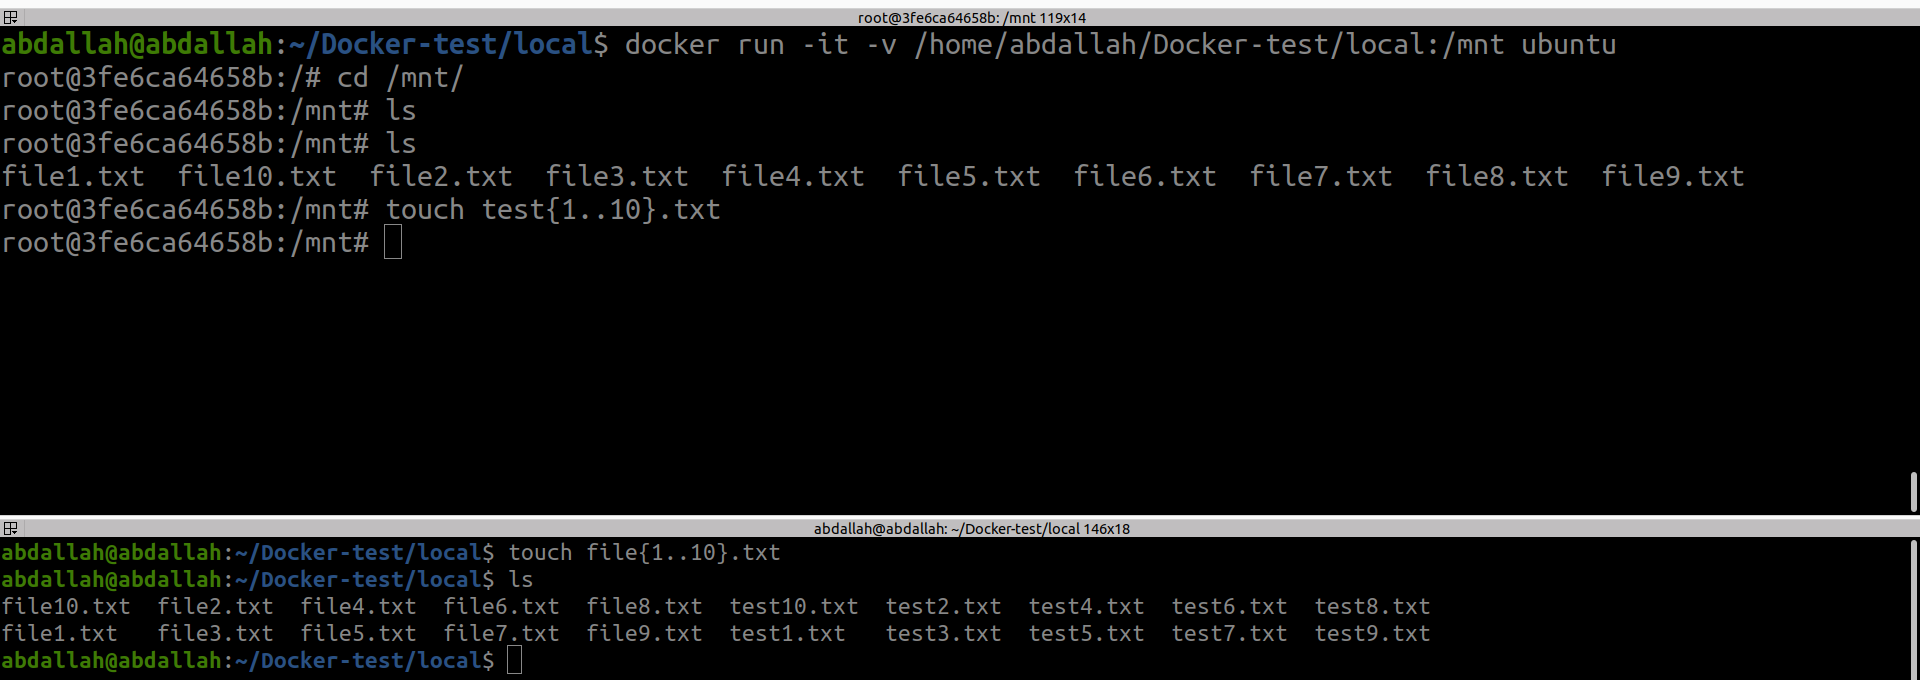 root@3fe6ca64658b: /mnt 119x14
abdallah@abdallah:~/Docker-test/local$ docker run -it -v /home/abdallah/Docker-test/local:/mnt ubuntu
root@3fe6ca64658b:/# cd /mnt/
root@3fe6ca64658b:/mnt# ls
root@3fe6ca64658b:/mnt# ls
file1.txt  file10.txt  file2.txt  file3.txt  file4.txt  file5.txt  file6.txt  file7.txt  file8.txt  file9.txt
root@3fe6ca64658b:/mnt# touch test{1..10}.txt
root@3fe6ca64658b:/mnt#
abdallah@abdallah: ~/Docker-test/local 146x18
abdallah@abdallah:~/Docker-test/local$ touch file{1..10}.txt
abdallah@abdallah:~/Docker-test/local$ ls
file10.txt  file2.txt  file4.txt  file6.txt  file8.txt  test10.txt  test2.txt  test4.txt  test6.txt  test8.txt
file1.txt   file3.txt  file5.txt  file7.txt  file9.txt  test1.txt   test3.txt  test5.txt  test7.txt  test9.txt
abdallah@abdallah:~/Docker-test/local$